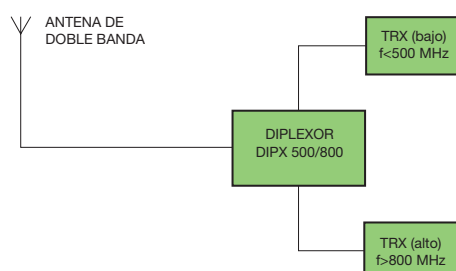 ANTENA DE
DOBLE BANDA
TRX (bajo)
f<500 MHz
DIPLEXOR
DIPX 500/800
TRX (alto)
f>800 MHz